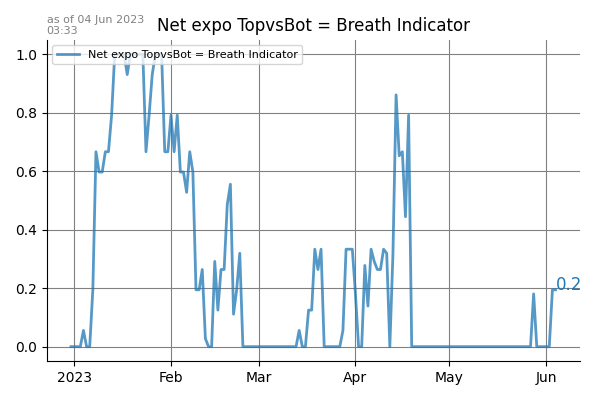 as of 04 Jun 2023
03:33
Net expo TopvsBot = Breath Indicator
Net expo TopvsBot = Breath Indicator
1.0
0.8
0.6
0.4
0.2
0.0
0.2
2023 Feb Mar Apr May Jun